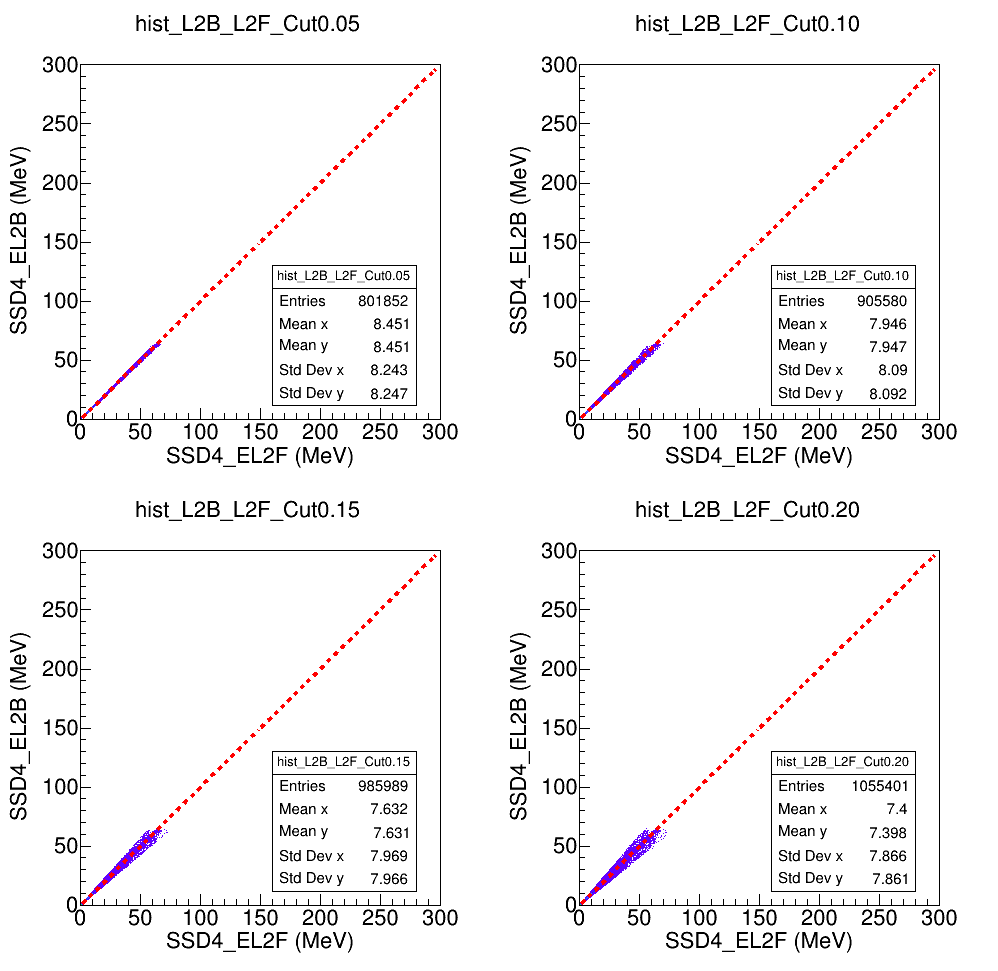 hist_L2B_L2F_Cut0.05
SSD4_EL2B (MeV)
300
250
200
150
100
50
0
hist_L2B_L2F_Cut0.05
Entries 801852
Mean x 8.451
Mean y 8.451
Std Dev x 8.243
Std Dev y 8.247
0 50 100 150 200 250 300
SSD4_EL2F (MeV)
hist_L2B_L2F_Cut0.10
SSD4_EL2B (MeV)
300
250
200
150
100
50
0
hist_L2B_L2F_Cut0.10
Entries 905580
Mean x 7.946
Mean y 7.947
Std Dev x 8.09
Std Dev y 8.092
0 50 100 150 200 250 300
SSD4_EL2F (MeV)
hist_L2B_L2F_Cut0.15
SSD4_EL2B (MeV)
300
250
200
150
100
50
0
hist_L2B_L2F_Cut0.15
Entries 985989
Mean x 7.632
Mean y 7.631
Std Dev x 7.969
Std Dev y 7.966
0 50 100 150 200 250 300
SSD4_EL2F (MeV)
hist_L2B_L2F_Cut0.20
SSD4_EL2B (MeV)
300
250
200
150
100
50
0
hist_L2B_L2F_Cut0.20
Entries 1055401
Mean x 7.4
Mean y 7.398
Std Dev x 7.866
Std Dev y 7.861
0 50 100 150 200 250 300
SSD4_EL2F (MeV)